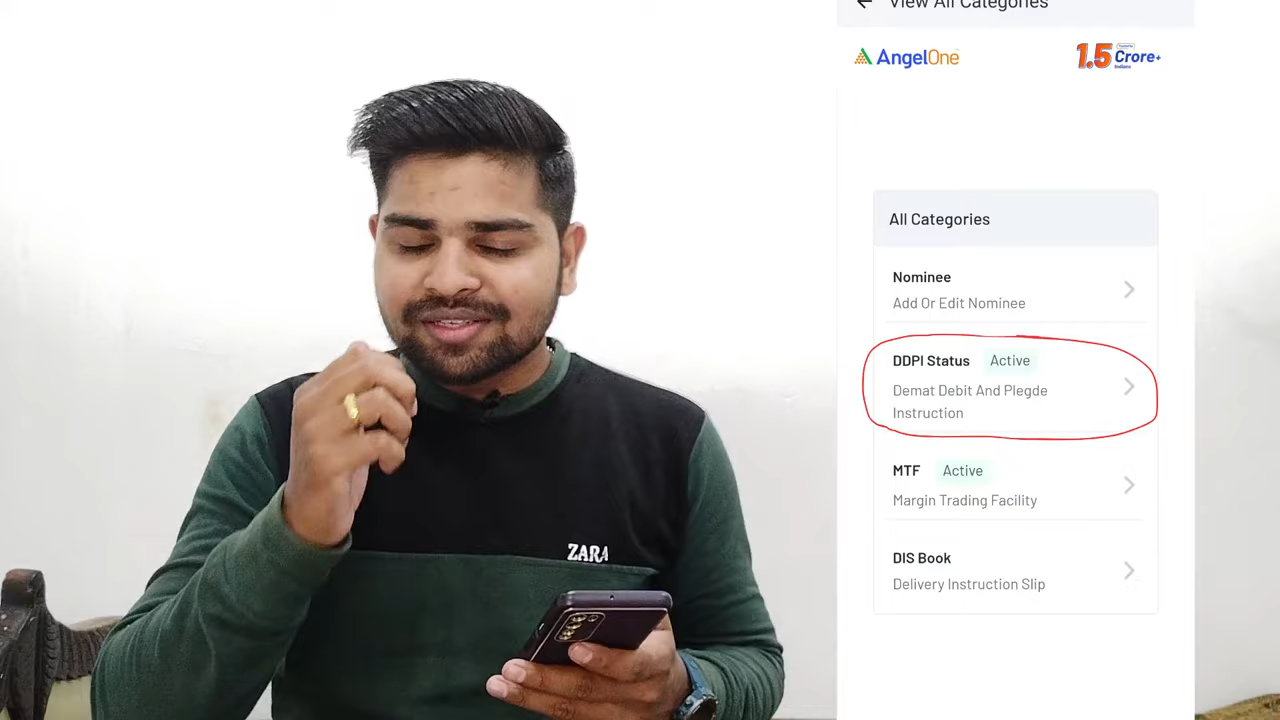 View All Categories
AngelOne
1.5 Crore+
All Categories
Nominee
Add Or Edit Nominee
DDPI Status Active
Demat Debit And Plegde
Instruction
MTF Active
Margin Trading Facility
DIS Book
Delivery Instruction Slip
ZARA